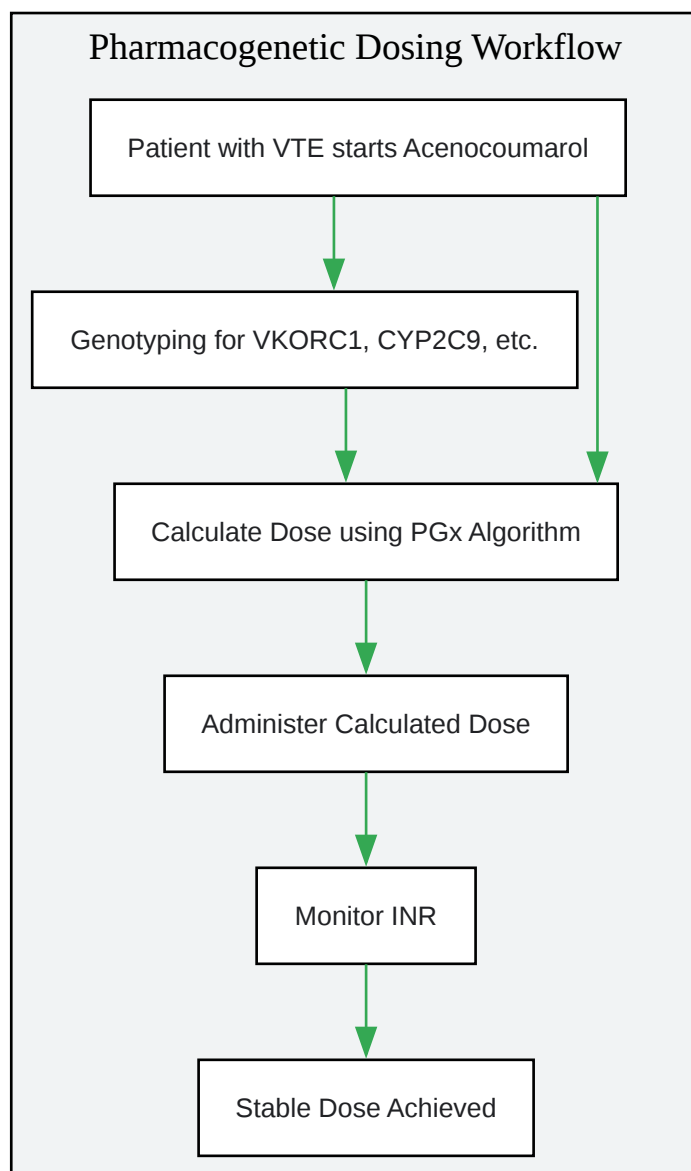 Pharmacogenetic Dosing Workflow
Patient with VTE starts Acenocoumarol
Genotyping for VKORC1, CYP2C9, etc.
Calculate Dose using PGx Algorithm
Administer Calculated Dose
Monitor INR
Stable Dose Achieved